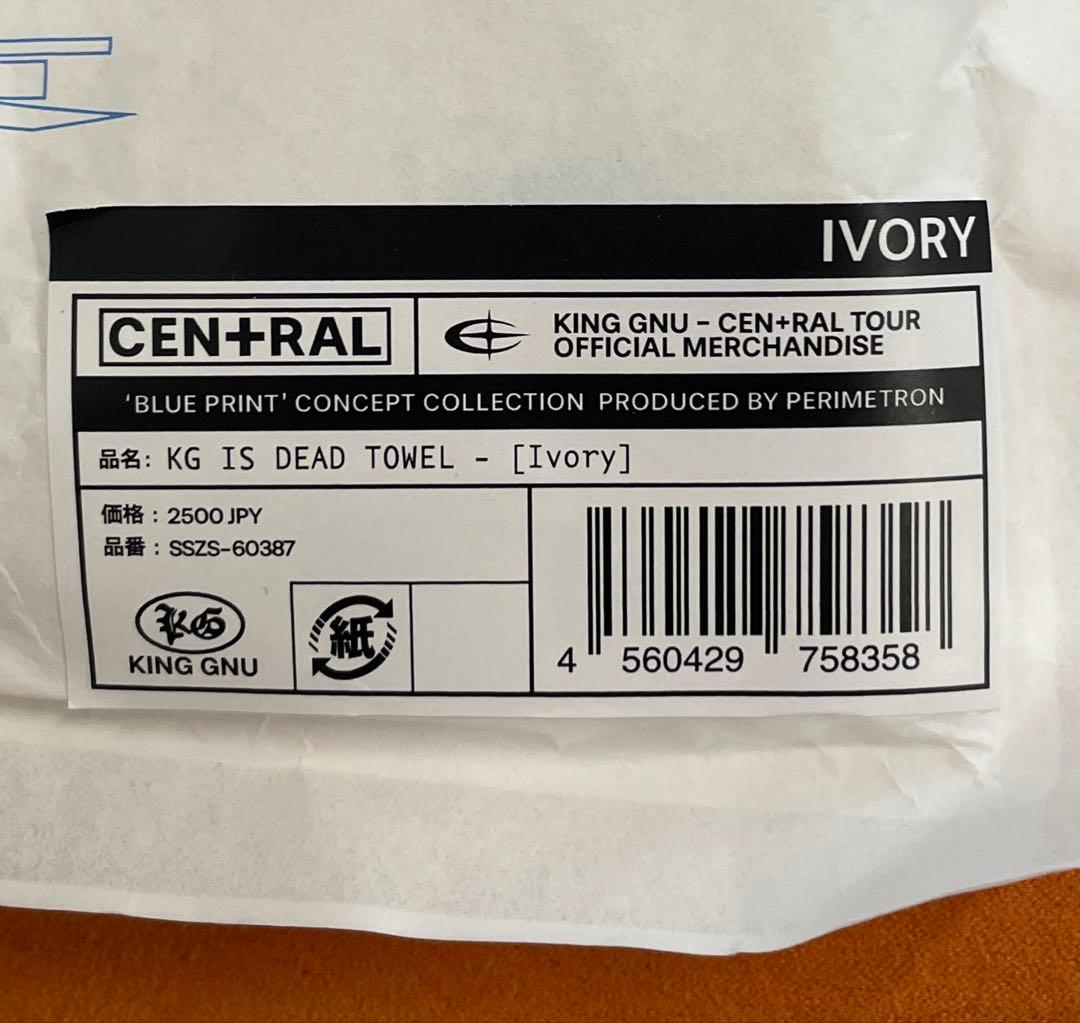 IVORY
CEN+RAL
KING GNU - CEN+RAL TOUR
OFFICIAL MERCHANDISE
'BLUE PRINT' CONCEPT COLLECTION PRODUCED BY PERIMETRON
品名: KG IS DEAD TOWEL - [Ivory]
価格 : 2500 JPY
品番 : SSZS-60387
KG
KING GNU
紙
4 560429 758358